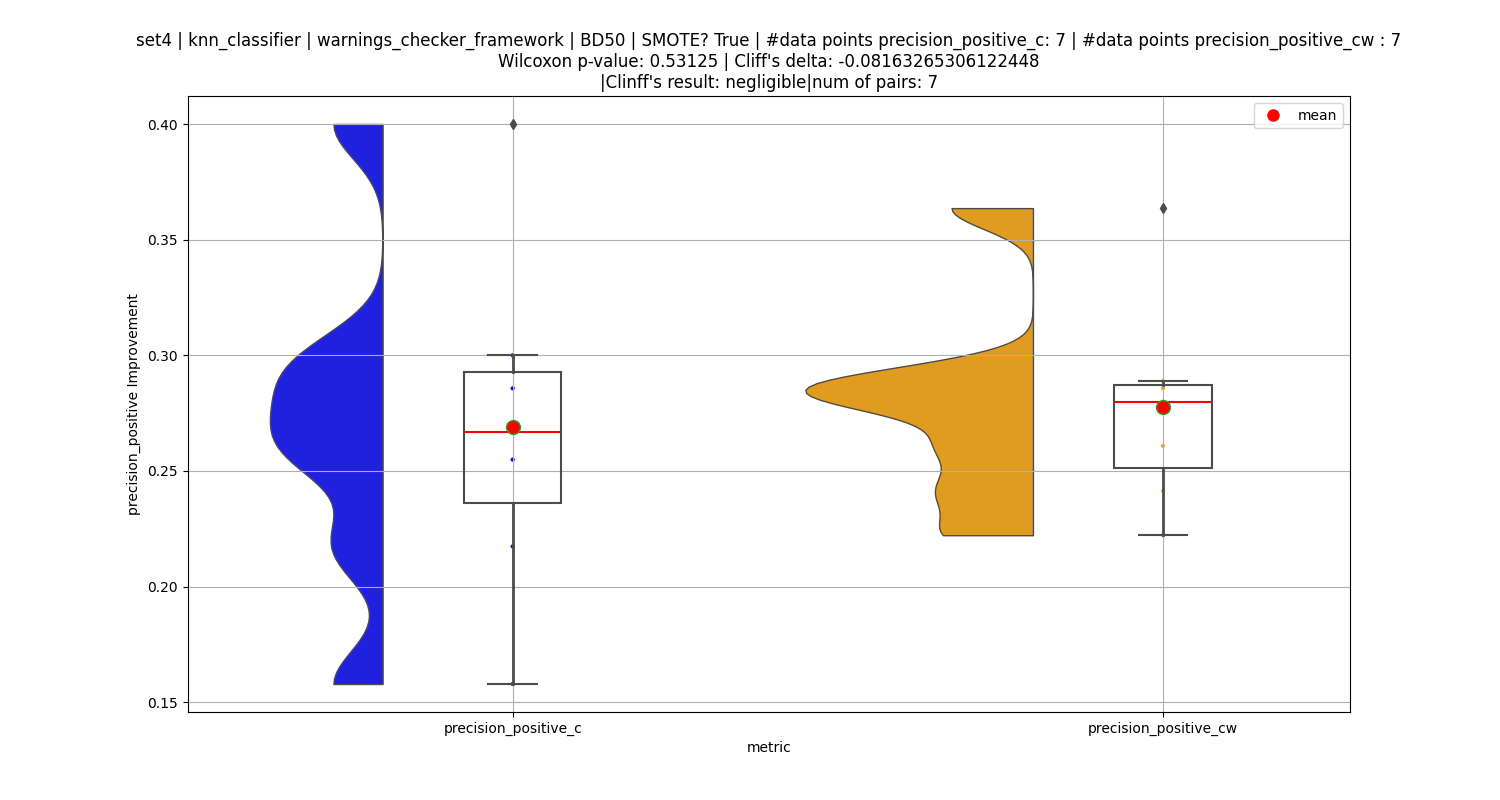 set4 | knn_classifier | warnings_checker_framework | BD50 | SMOTE? True | #data points precision_positive_c: 7 | #data points precision_positive_cw : 7
Wilcoxon p-value: 0.53125 | Cliff's delta: -0.08163265306122448
|Clinff's result: negligible|num of pairs: 7
mean
0.40
0.35
0.30
0.25
0.20
0.15
precision_positive Improvement
precision_positive_c
precision_positive_cw
metric